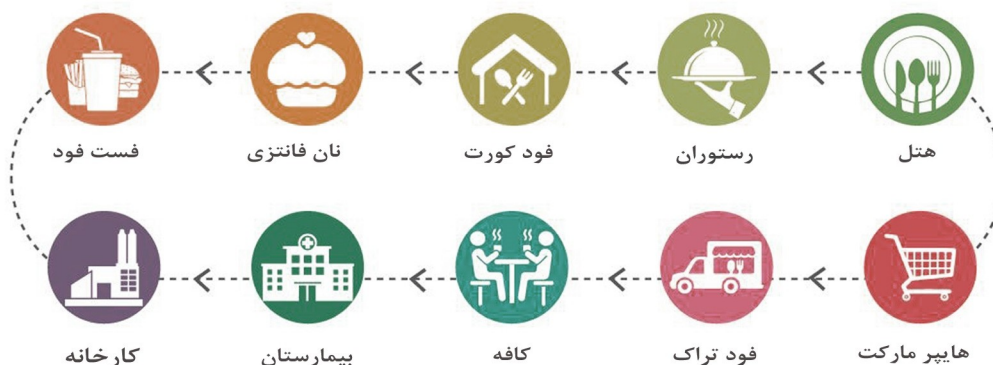 هتل
رستوران
فود کورت
نان فانتزی
فست فود
هایپر مارکت
فود تراک
کافه
بیمارستان
کارخانه